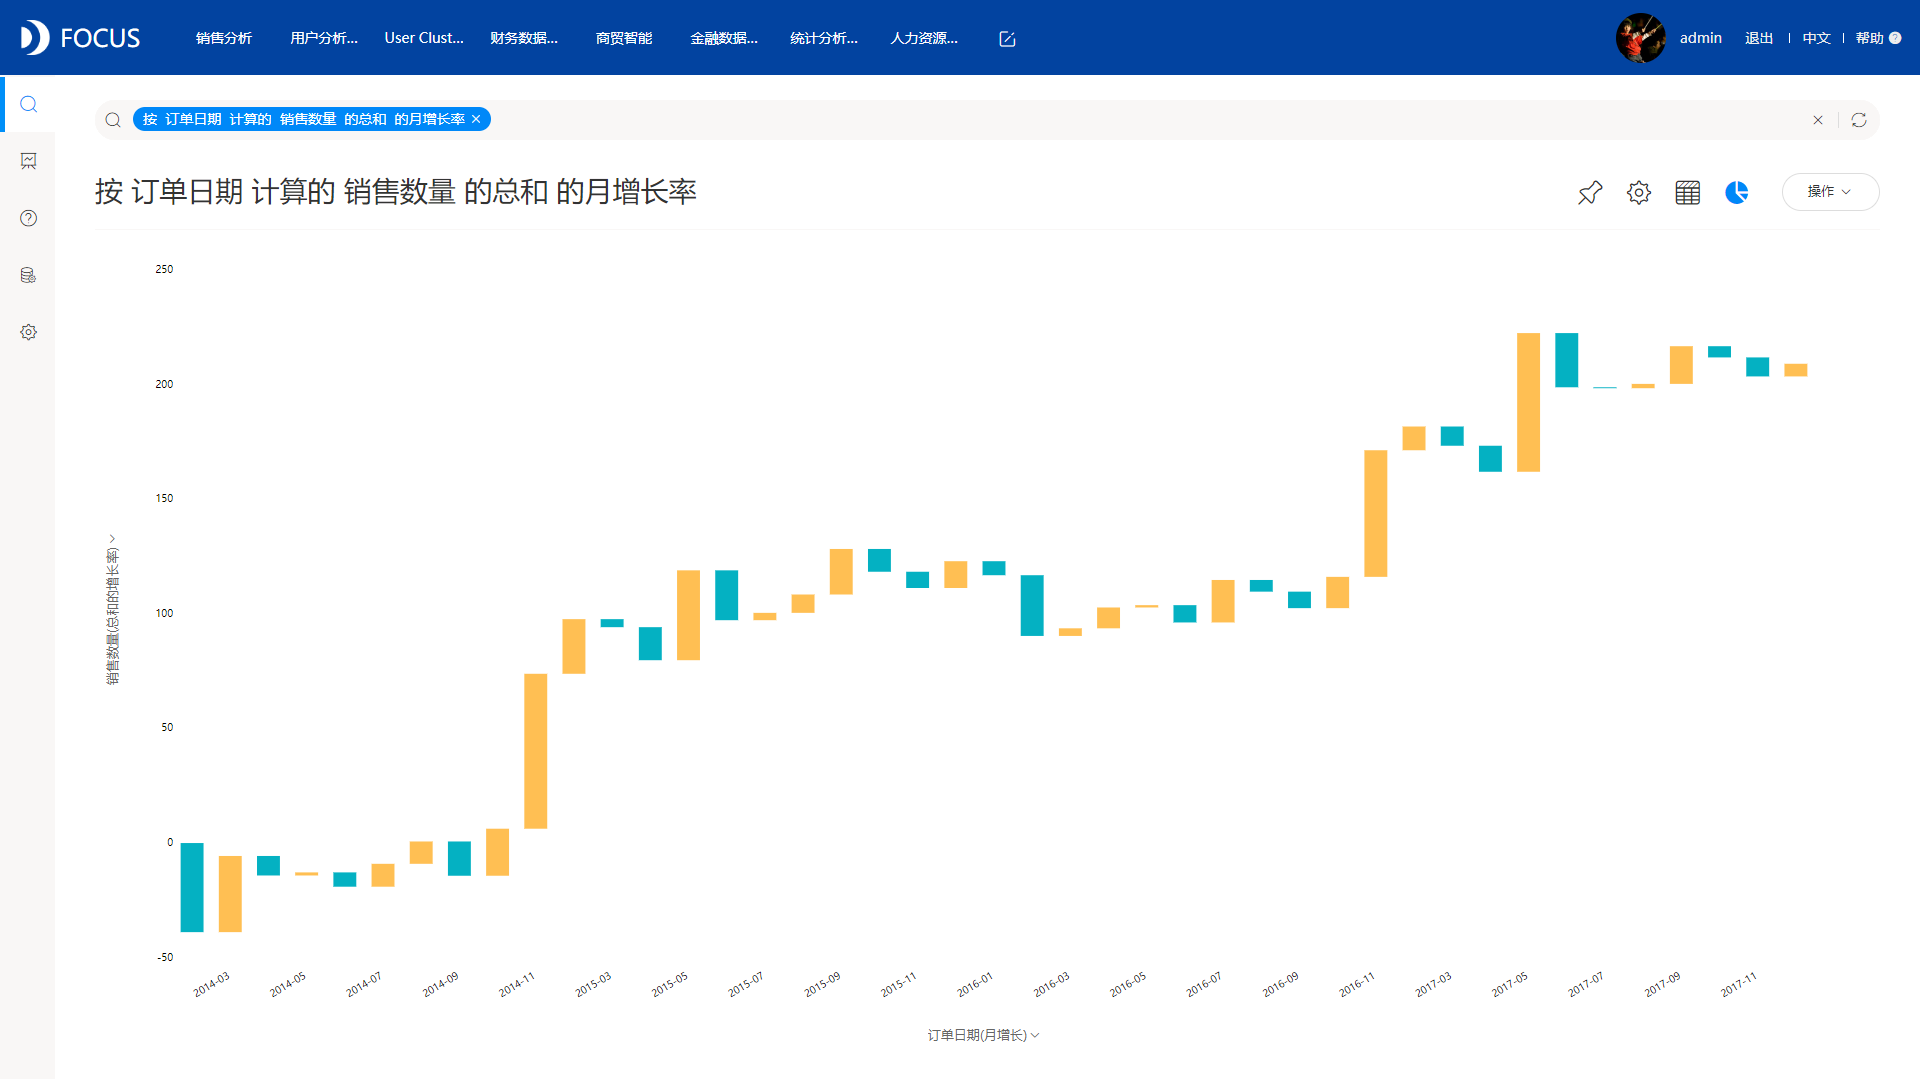 FOCUS 销售分析 用户分析... User Clust... 财务数据... 商贸智能 金融数据... 统计分析... 人力资源... admin 退出 中文 帮助 ?
按 订单日期 计算的 销售数量 的总和 的月增长率 ×
按 订单日期 计算的 销售数量 的总和 的月增长率
操作
250
200
150
100
50
0
-50
销售数量(总和的增长率)
2014-03 2014-05 2014-07 2014-09 2014-11 2015-03 2015-05 2015-07 2015-09 2015-11 2016-01 2016-03 2016-05 2016-07 2016-09 2016-11 2017-03 2017-05 2017-07 2017-09 2017-11
订单日期(月增长)